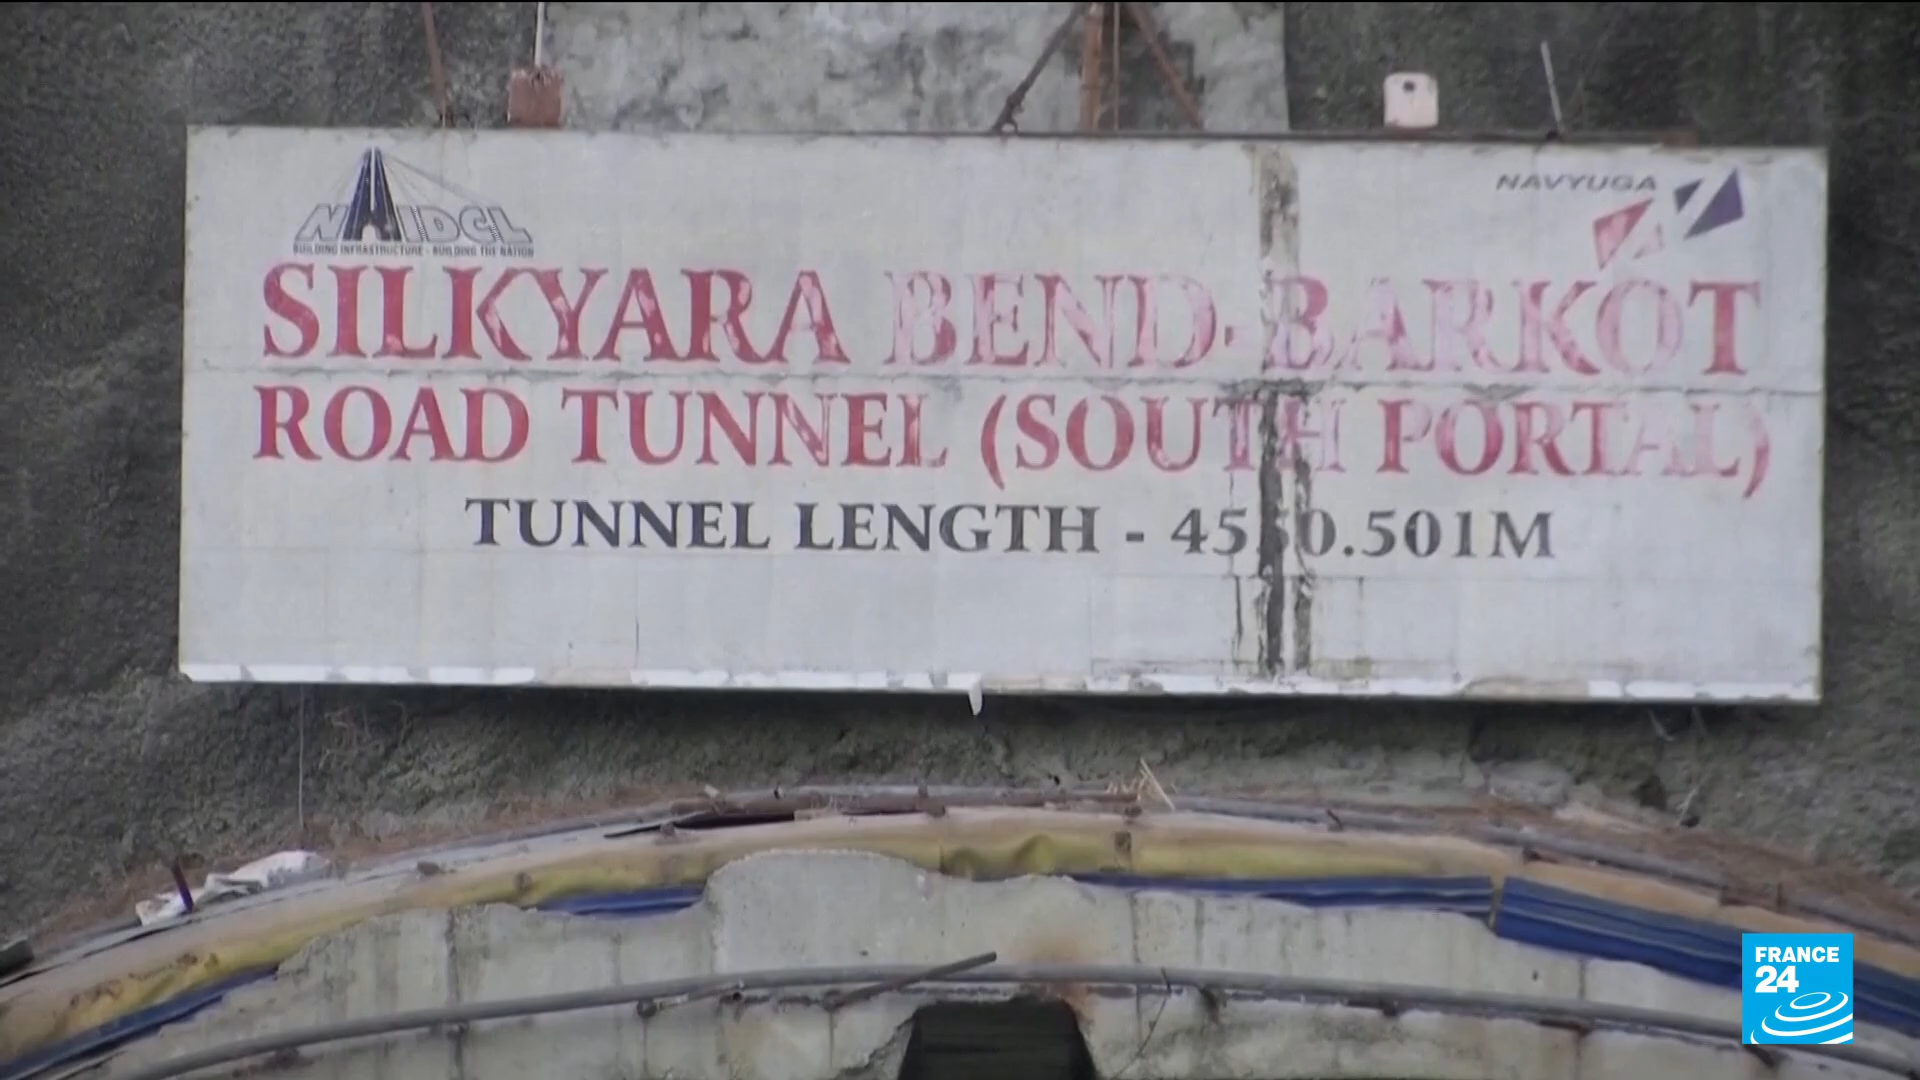 NHIDCL
BUILDING INFRASTRUCTURE - BUILDING THE NATION
NAVYUGA
SILKYARA BEND-BARKOT
ROAD TUNNEL (SOUTH PORTAL)
TUNNEL LENGTH -
FRANCE
24